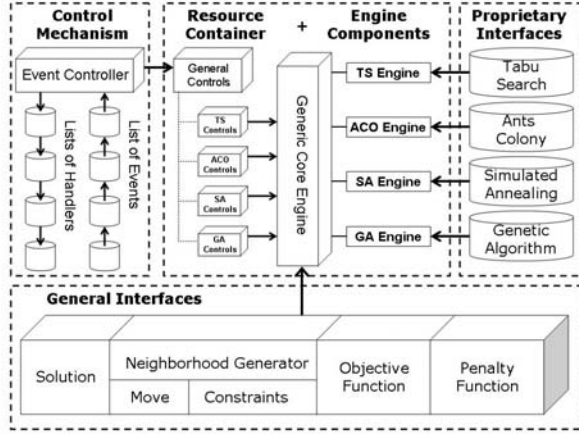 Control
Mechanism
Event Controller
Lists of Handlers
List of Events
Resource
Container
+
Engine
Components
General
Controls
TS
Controls
ACO
Controls
SA
Controls
GA
Controls
Generic Core Engine
TS Engine
ACO Engine
SA Engine
GA Engine
Proprietary
Interfaces
Tabu
Search
Ants
Colony
Simulated
Annealing
Genetic
Algorithm
General Interfaces
Solution
Neighborhood Generator
Move
Constraints
Objective
Function
Penalty
Function